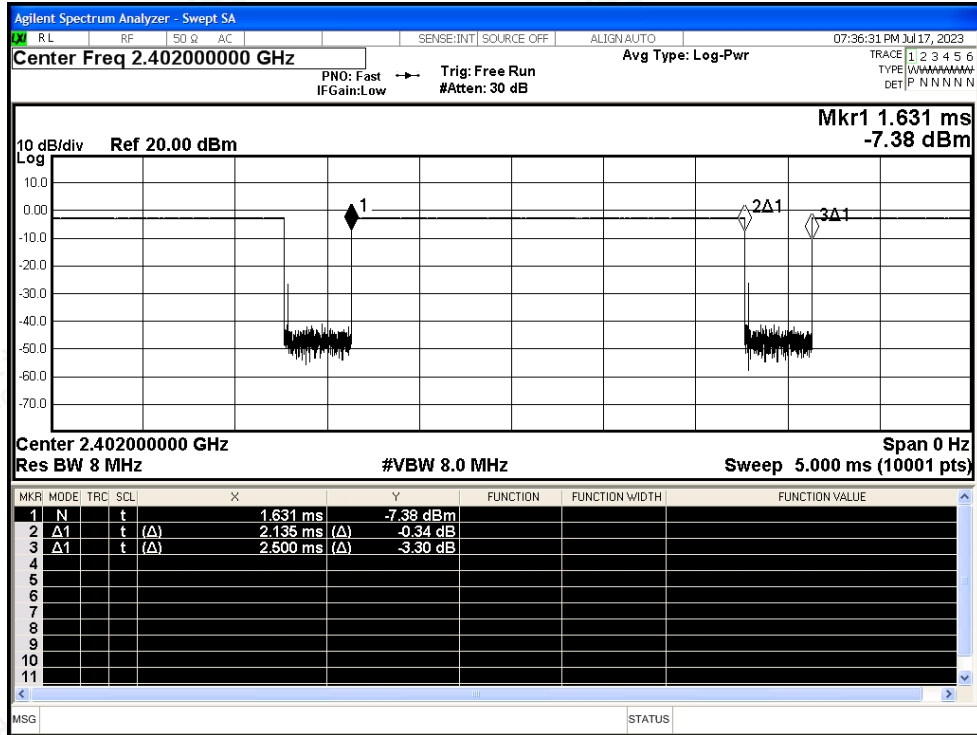 Agilent Spectrum Analyzer - Swept SA
LXI RL RF 50 Ω AC SENSE:INT SOURCE OFF ALIGN AUTO 07:36:31 PM Jul 17, 2023
Center Freq 2.402000000 GHz Avg Type: Log-Pwr TRACE 1 2 3 4 5 6
PNO: Fast Trig: Free Run TYPE W
IFGain:Low #Atten: 30 dB DET P N N N N N
Mkr1 1.631 ms
10 dB/div Ref 20.00 dBm -7.38 dBm
Log
10.0
0.00 1 2Δ1 3Δ1
-10.0
-20.0
-30.0
-40.0
-50.0
-60.0
-70.0
Center 2.402000000 GHz Span 0 Hz
Res BW 8 MHz #VBW 8.0 MHz Sweep 5.000 ms (10001 pts)
MKR MODE TRC SCL X Y FUNCTION FUNCTION WIDTH FUNCTION VALUE
1 N t 1.631 ms -7.38 dBm
2 Δ1 t (Δ) 2.135 ms (Δ) -0.34 dB
3 Δ1 t (Δ) 2.500 ms (Δ) -3.30 dB
4
5
6
7
8
9
10
11
MSG STATUS